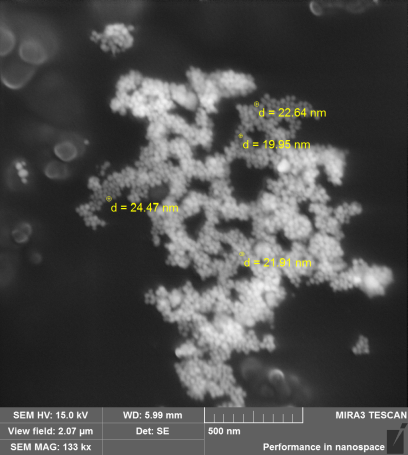 d = 22.64 nm
d = 19.95 nm
d = 24.47 nm
d = 21.91 nm
SEM HV: 15.0 kV WD: 5.99 mm MIRA3 TESCAN
View field: 2.07 µm Det: SE 500 nm
SEM MAG: 133 kx Performance in nanospace